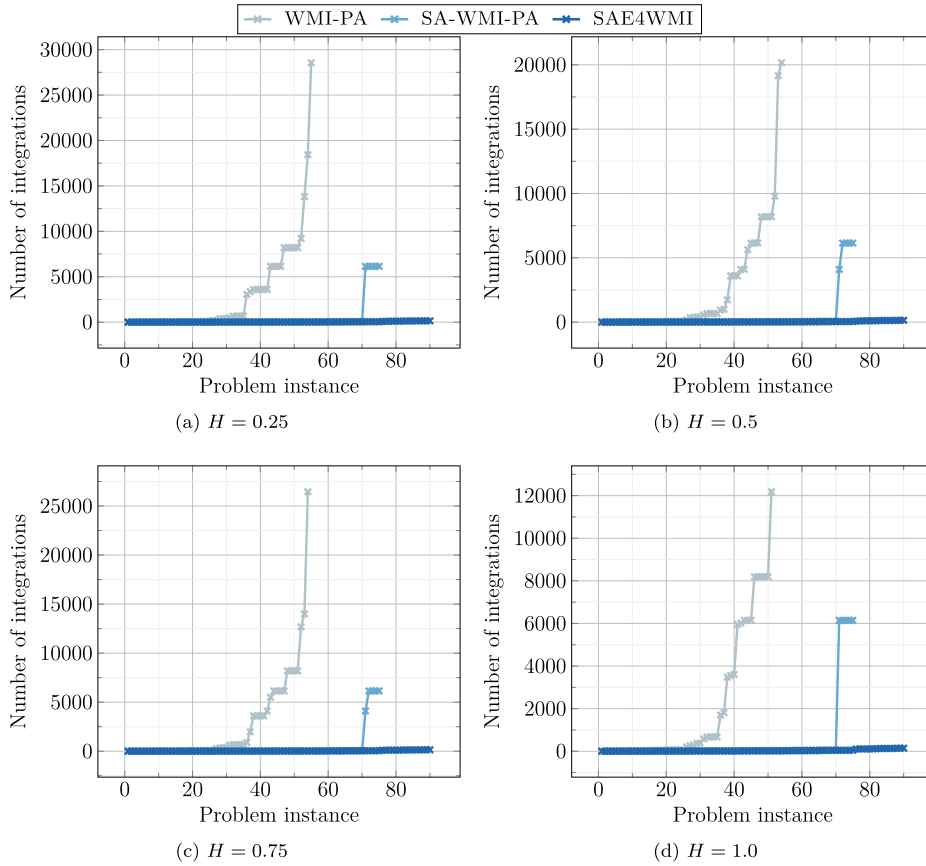 WMI-PA SA-WMI-PA SAE4WMI
Number of integrations
30000
25000
20000
15000
10000
5000
0
0 20 40 60 80
Problem instance
(a) H = 0.25
Number of integrations
20000
15000
10000
5000
0
0 20 40 60 80
Problem instance
(b) H = 0.5
Number of integrations
25000
20000
15000
10000
5000
0
0 20 40 60 80
Problem instance
(c) H = 0.75
Number of integrations
12000
10000
8000
6000
4000
2000
0
0 20 40 60 80
Problem instance
(d) H = 1.0